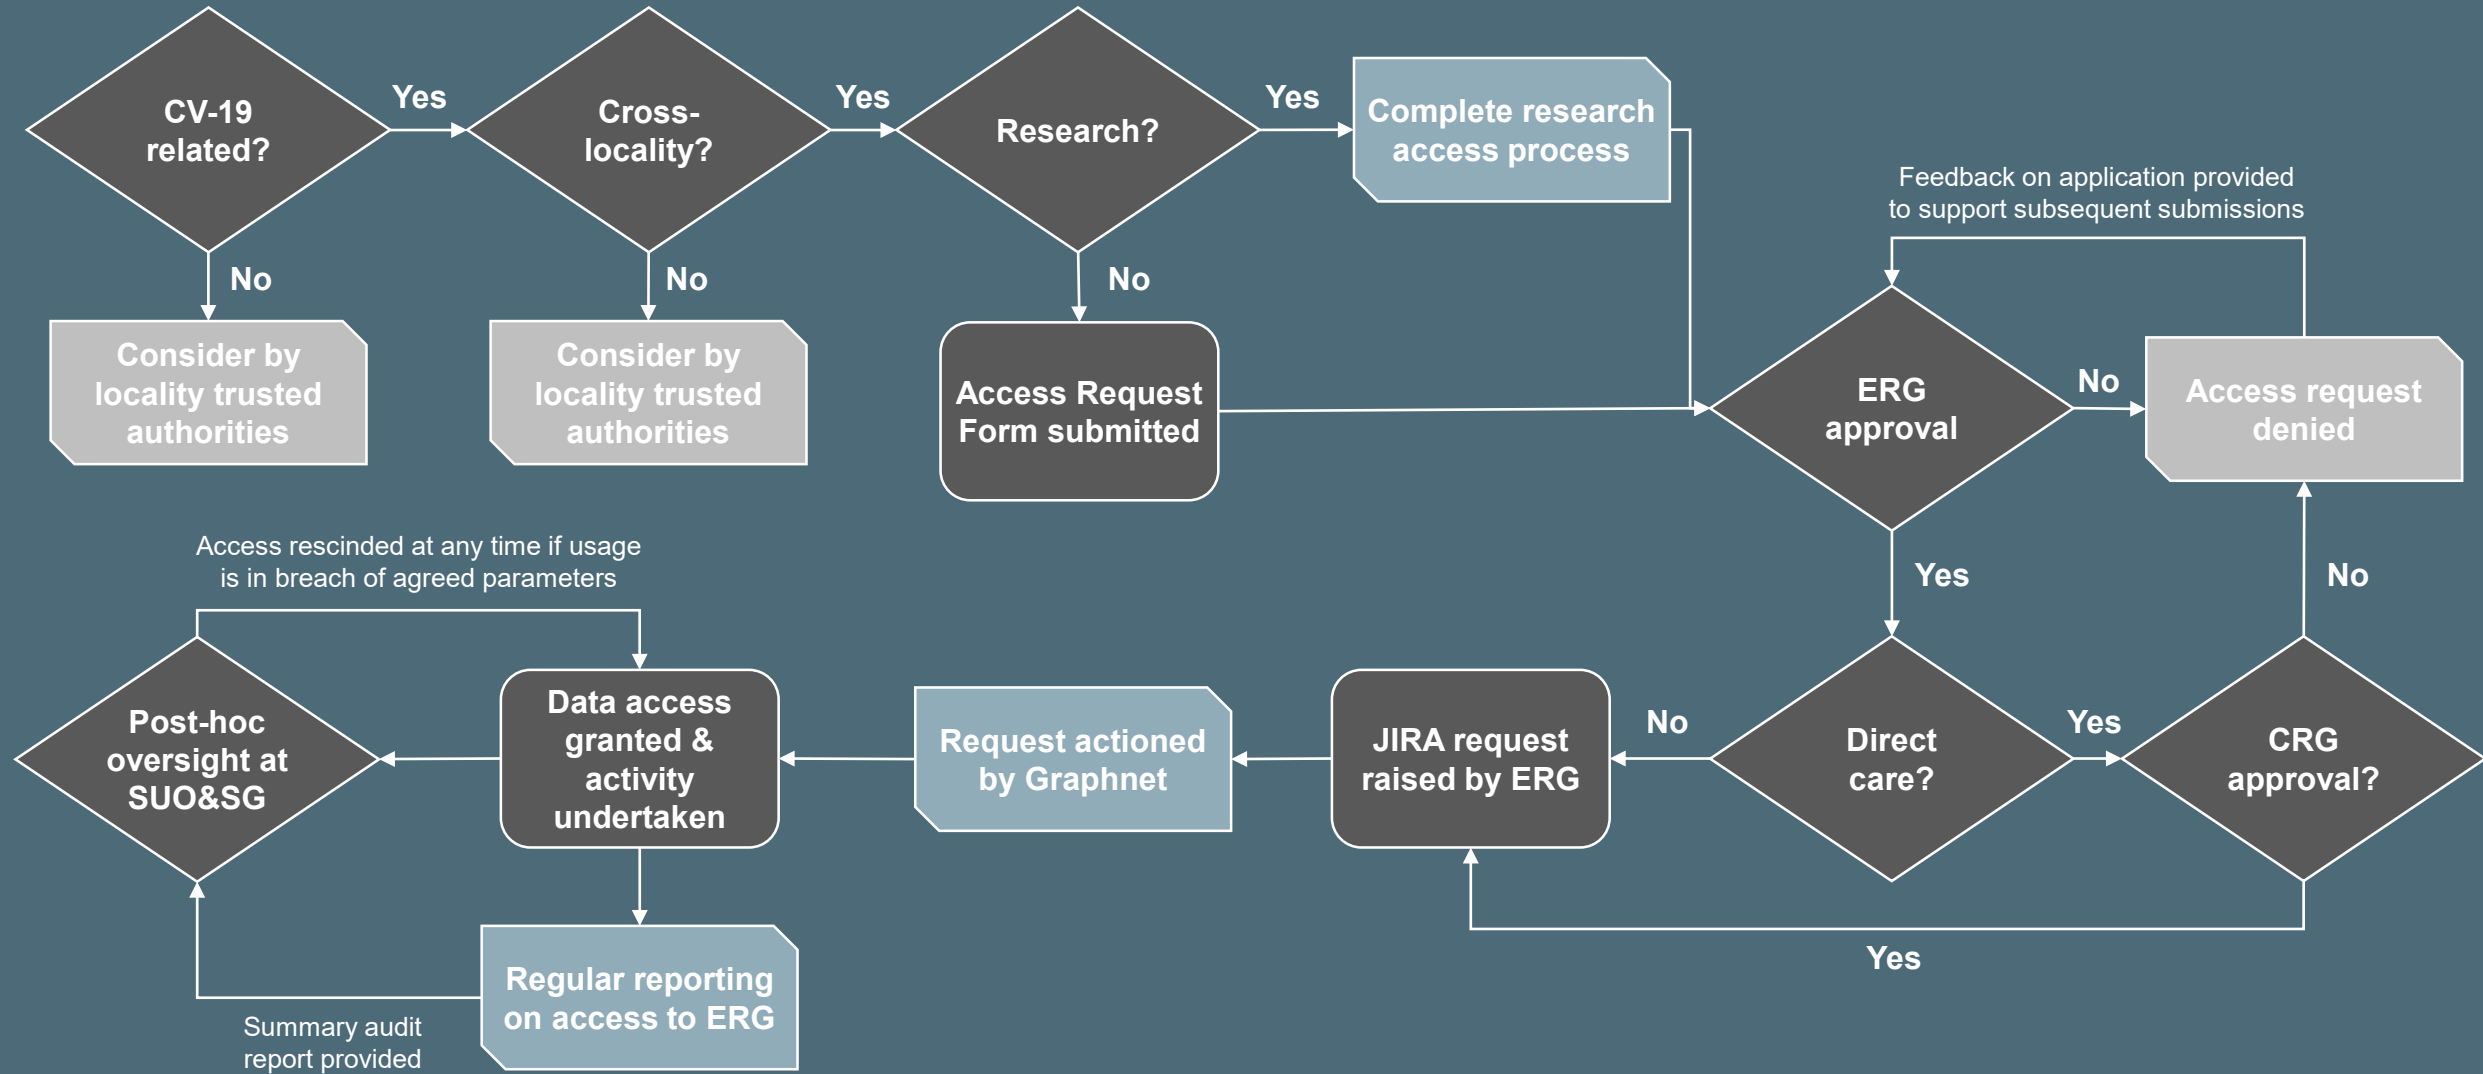 CV-19
related?
Yes
Cross-
locality?
Yes
Research?
Yes
Complete research
access process
No
Consider by
locality trusted
authorities
No
Consider by
locality trusted
authorities
No
Access Request
Form submitted
Feedback on application provided
to support subsequent submissions
ERG
approval
No
Access request
denied
Yes
No
Direct
care?
Yes
CRG
approval?
Yes
No
JIRA request
raised by ERG
Request actioned
by Graphnet
Data access
granted &
activity
undertaken
Access rescinded at any time if usage
is in breach of agreed parameters
Post-hoc
oversight at
SUO&SG
Regular reporting
on access to ERG
Summary audit
report provided